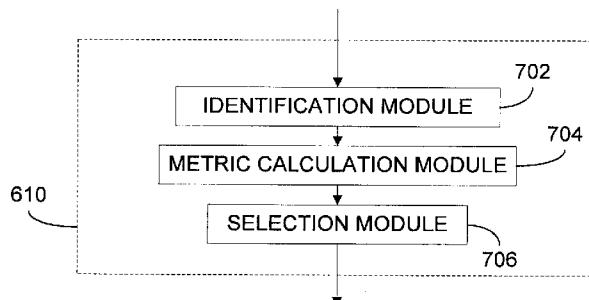 702
IDENTIFICATION MODULE
704
METRIC CALCULATION MODULE
610
SELECTION MODULE
706